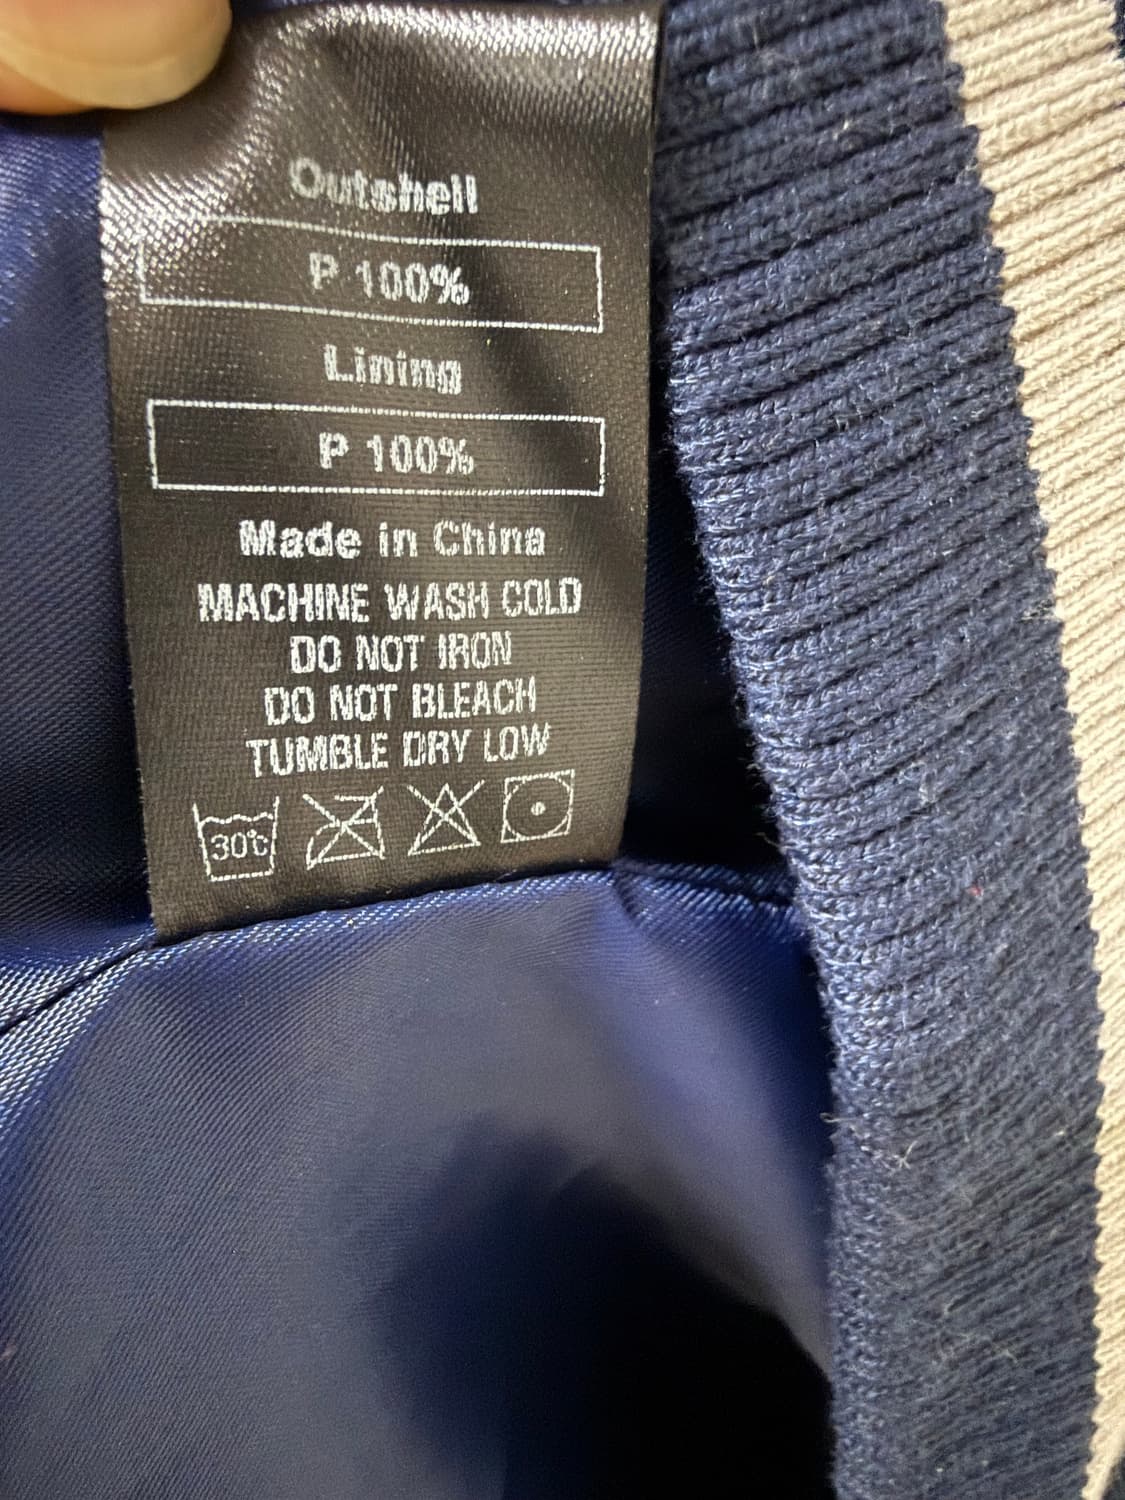 Outshell
P 100%
Lining
P 100%
Made in China
MACHINE WASH COLD
DO NOT IRON
DO NOT BLEACH
TUMBLE DRY LOW
30°C